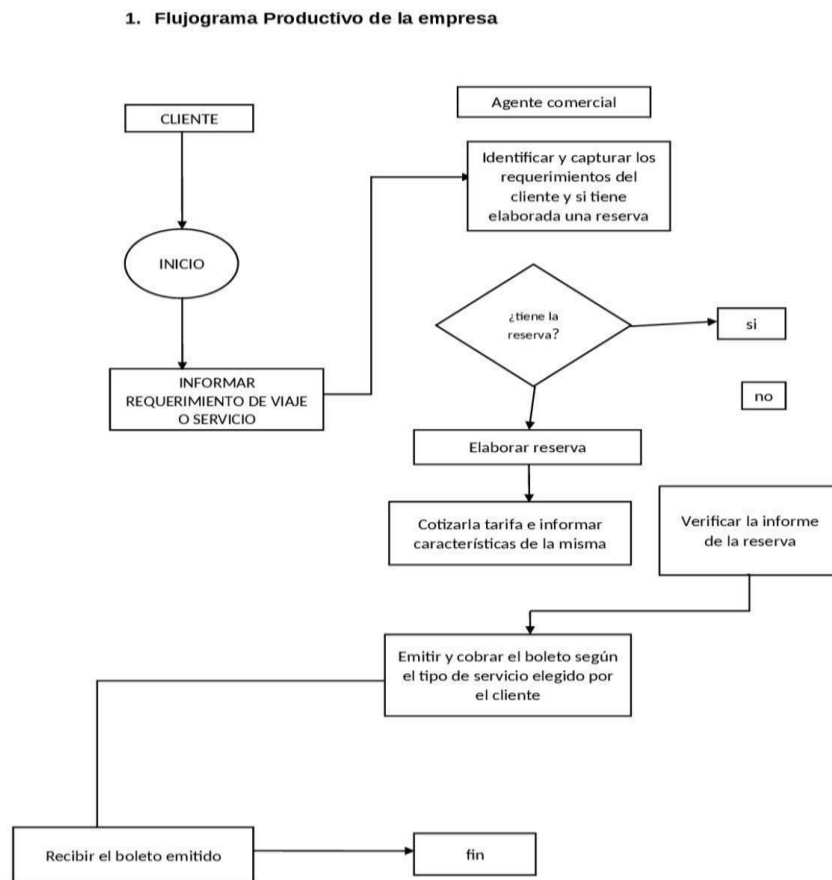 1. Flujograma Productivo de la empresa
Agente comercial
CLIENTE
Identificar y capturar los
requerimientos del
cliente y si tiene
elaborada una reserva
INICIO
¿tiene la
reserva?
si
INFORMAR
REQUERIMIENTO DE VIAJE
O SERVICIO
no
Elaborar reserva
Cotizarla tarifa e informar
características de la misma
Verificar la informe
de la reserva
Emitir y cobrar el boleto según
el tipo de servicio elegido por
el cliente
Recibir el boleto emitido
fin